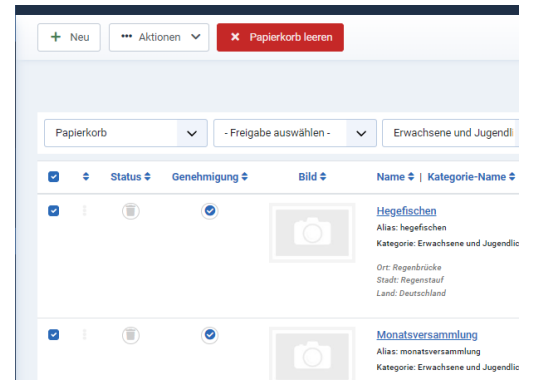 + Neu ••• Aktionen × Papierkorb leeren
Papierkorb - Freigabe auswählen - Erwachsene und Jugendli
Status Genehmigung Bild Name | Kategorie-Name
Hegefischen
Alias: hegefischen
Kategorie: Erwachsene und Jugendlic
Ort: Regenbrücke
Stadt: Regenstauf
Land: Deutschland
Monatsversammlung
Alias: monatsversammlung
Kategorie: Erwachsene und Jugendlic